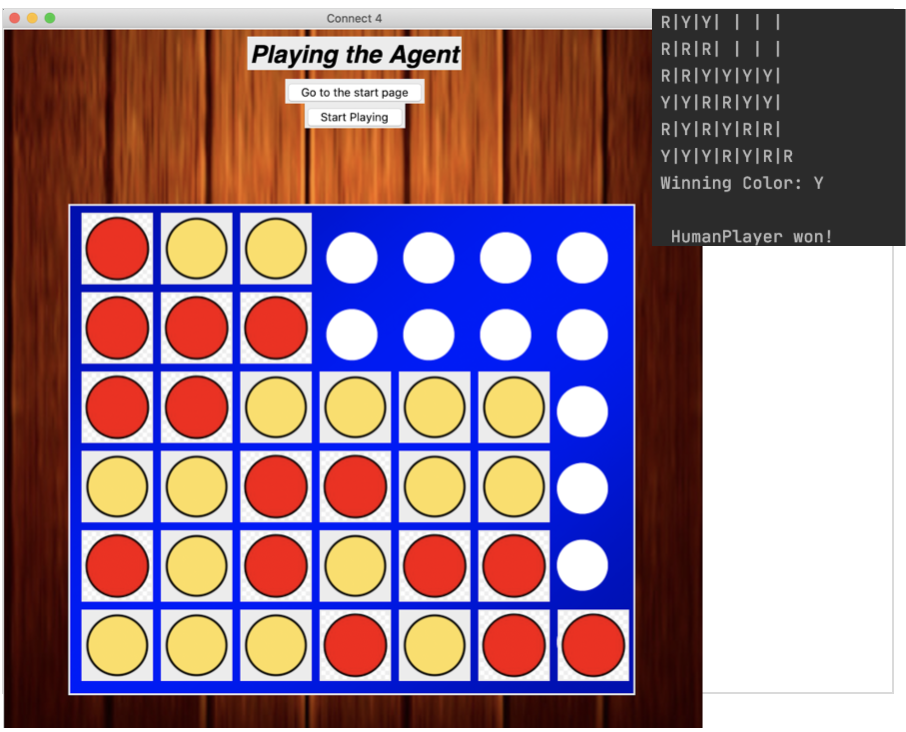 Connect 4
Playing the Agent
Go to the start page
Start Playing
R|Y|Y| | | |
R|R|R| | | |
R|R|Y|Y|Y|Y|
Y|Y|R|R|Y|Y|
R|Y|R|Y|R|R|
Y|Y|Y|R|Y|R|R
Winning Color: Y
HumanPlayer won!